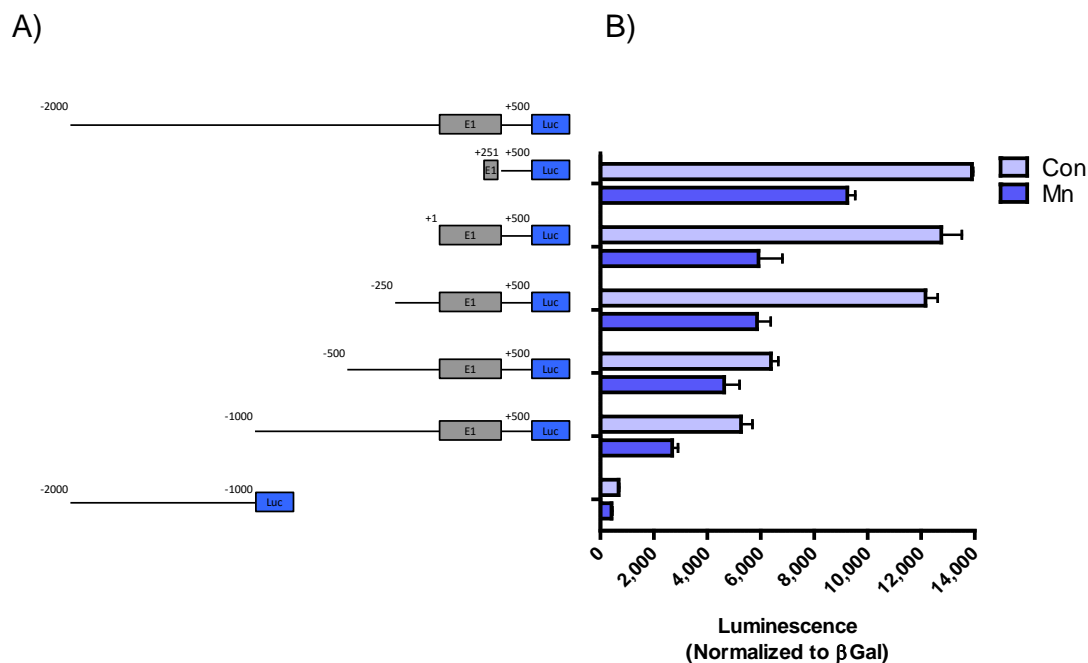 A)
B)
-2000
+500
E1
Luc
+251
+500
E1
Luc
+1
+500
E1
Luc
-250
+500
E1
Luc
-500
+500
E1
Luc
-1000
+500
E1
Luc
-2000
-1000
Luc
Con
Mn
0
2,000
4,000
6,000
8,000
10,000
12,000
14,000
Luminescence
(Normalized to βGal)